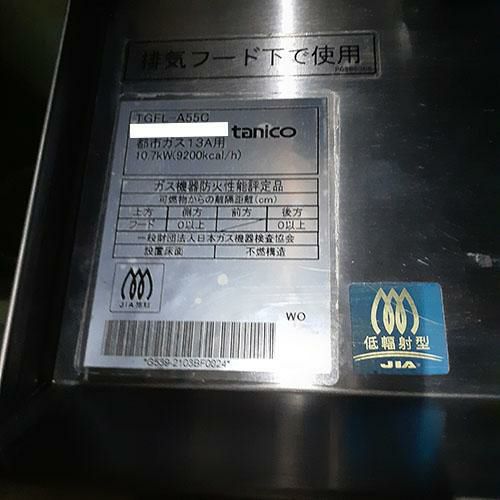 排気フード下で使用
TGFL-A55C
tanico
都市ガス13A用
10.7kW(9200kcal/h)
ガス機器防火性能評定品
可燃物からの離隔距離(cm)
上方 側方 前方 後方
フード 0以上 0以上
一般財団法人日本ガス機器検査協会
設置床面 不燃構造
JIA
WO
低輻射型
JIA